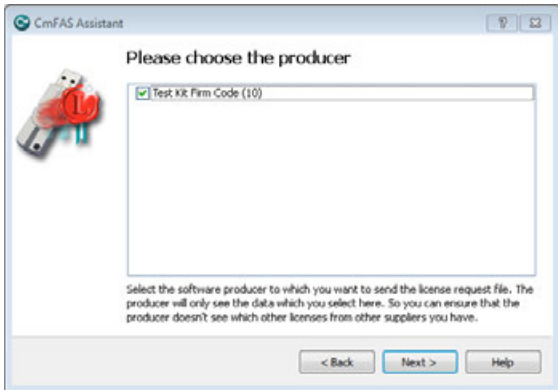 CmFAS Assistant
Please choose the producer
Test Kit Firm Code (10)
Select the software producer to which you want to send the license request file. The
producer will only see the data which you select here. So you can ensure that the
producer doesn't see which other licenses from other suppliers you have.
< Back
Next >
Help